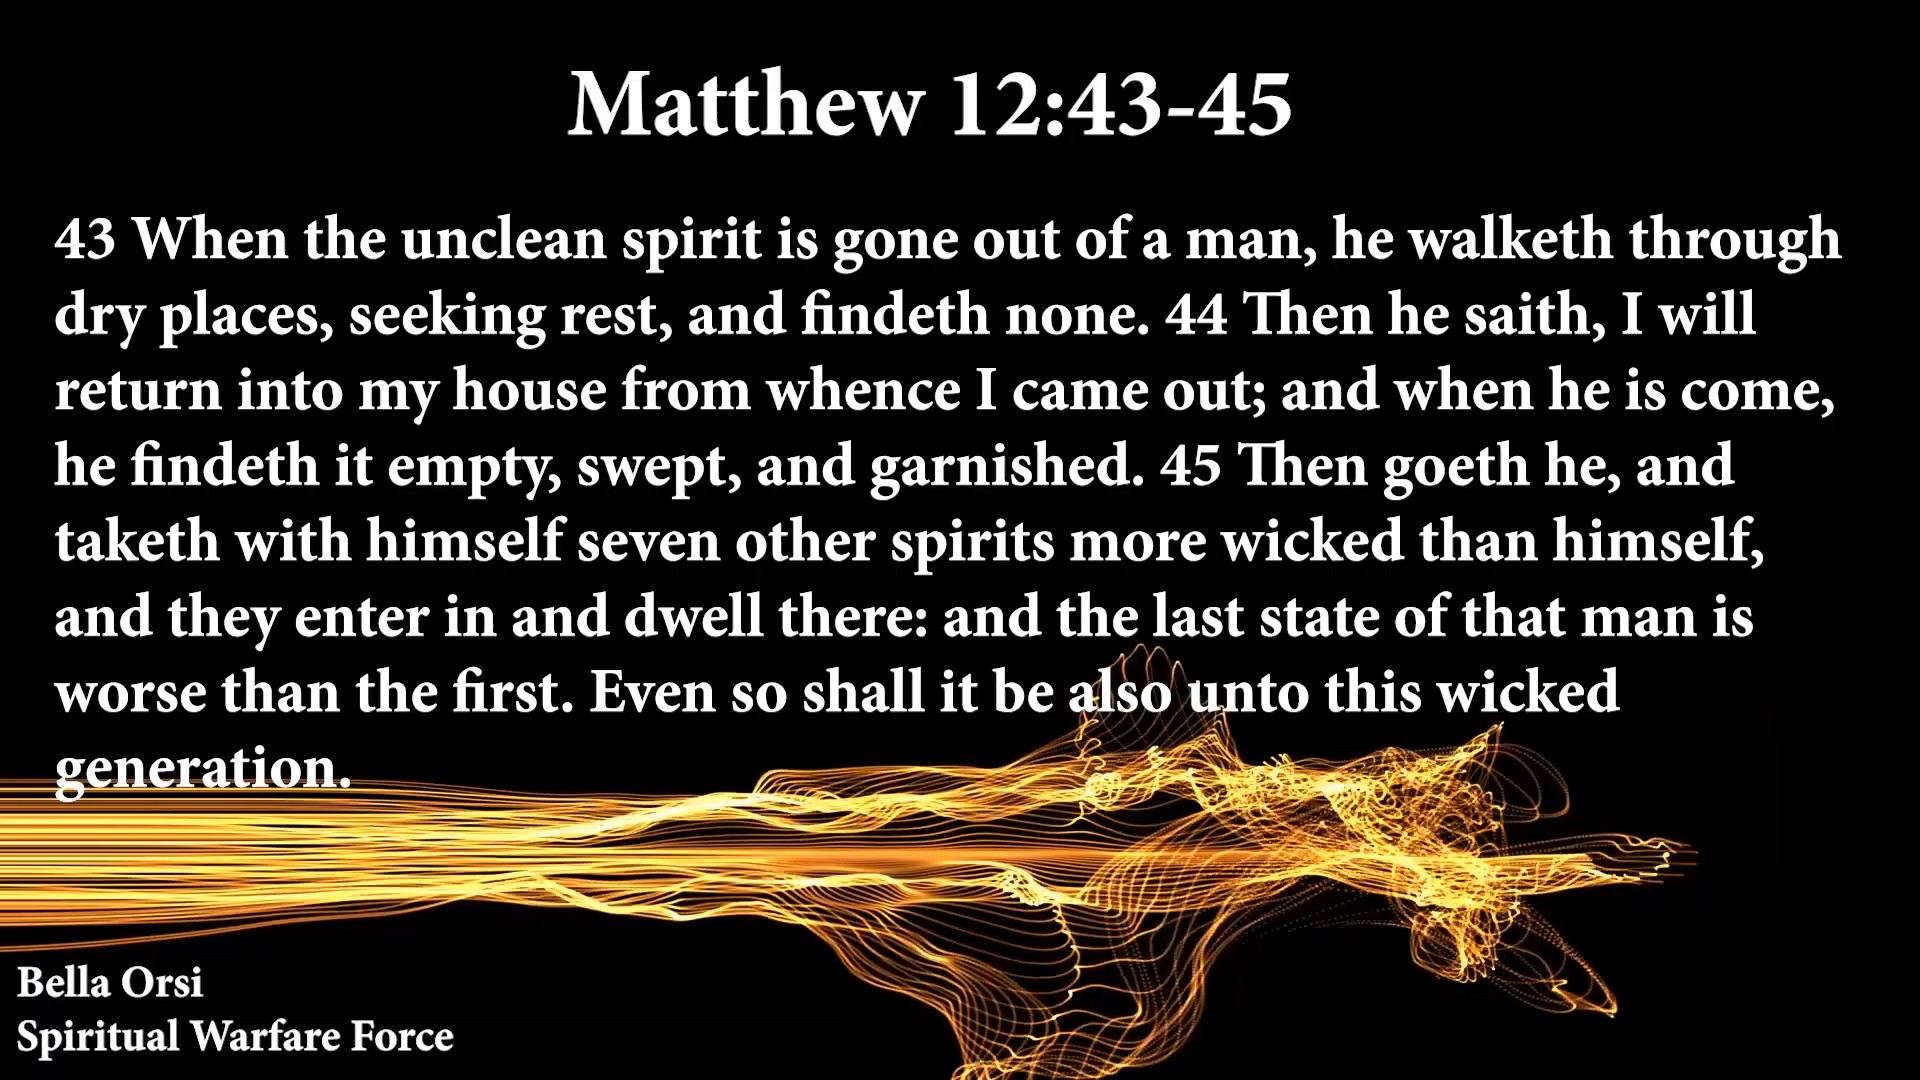 Matthew 12:43-45
43 When the unclean spirit is gone out of a man, he walketh through
dry places, seeking rest, and findeth none. 44 Then he saith, I will
return into my house from whence I came out; and when he is come,
he findeth it empty, swept, and garnished. 45 Then goeth he, and
taketh with himself seven other spirits more wicked than himself,
and they enter in and dwell there: and the last state of that man is
worse than the first. Even so shall it be also unto this wicked
generation.
Bella Orsi
Spiritual Warfare Force